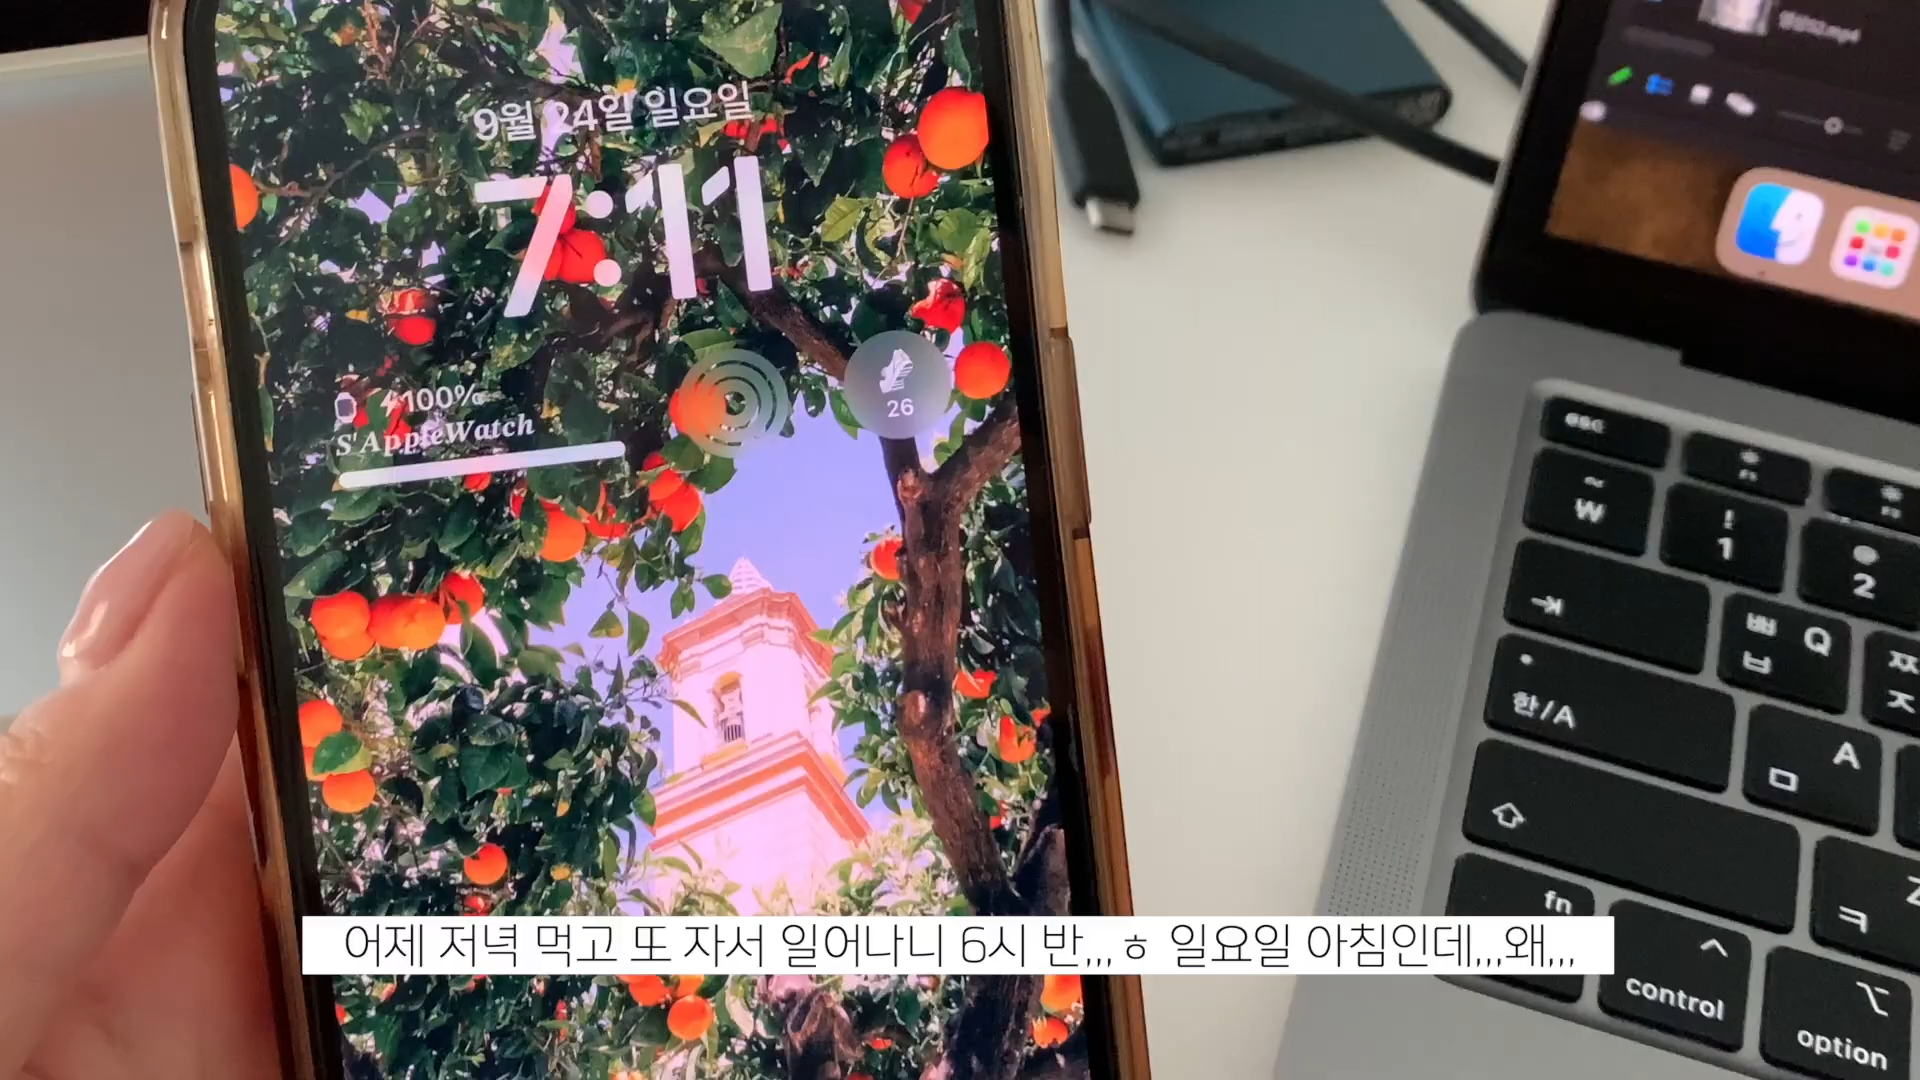 9월 24일 일요일
7:11
100%
S' AppleWatch
26
esc
~
₩
!
1
2
ㅃ Q
ㅂ
ㅉ
ㅈ
한/A
A
ㅁ
Z
ㅋ
fn
control
option
어제 저녁 먹고 또 자서 일어나니 6시 반,,,ㅎ 일요일 아침인데,,,왜,,,